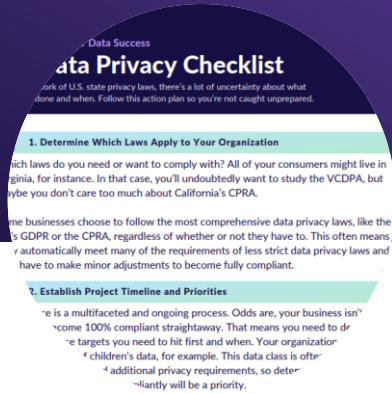 Data Success
ata Privacy Checklist
ork of U.S. state privacy laws, there's a lot of uncertainty about what
done and when. Follow this action plan so you're not caught unprepared.
1. Determine Which Laws Apply to Your Organization
hich laws do you need or want to comply with? All of your consumers might live in
ginia, for instance. In that case, you'll undoubtedly want to study the VCDPA, but
aybe you don't care too much about California's CPRA.
me businesses choose to follow the most comprehensive data privacy laws, like the
's GDPR or the CPRA, regardless of whether or not they have to. This often means
automatically meet many of the requirements of less strict data privacy laws and
have to make minor adjustments to become fully compliant.
2. Establish Project Timeline and Priorities
re is a multifaceted and ongoing process. Odds are, your business isn'
ecome 100% compliant straightaway. That means you need to de
e targets you need to hit first and when. Your organization
f children's data, for example. This data class is ofte
additional privacy requirements, so deter
pliantly will be a priority.